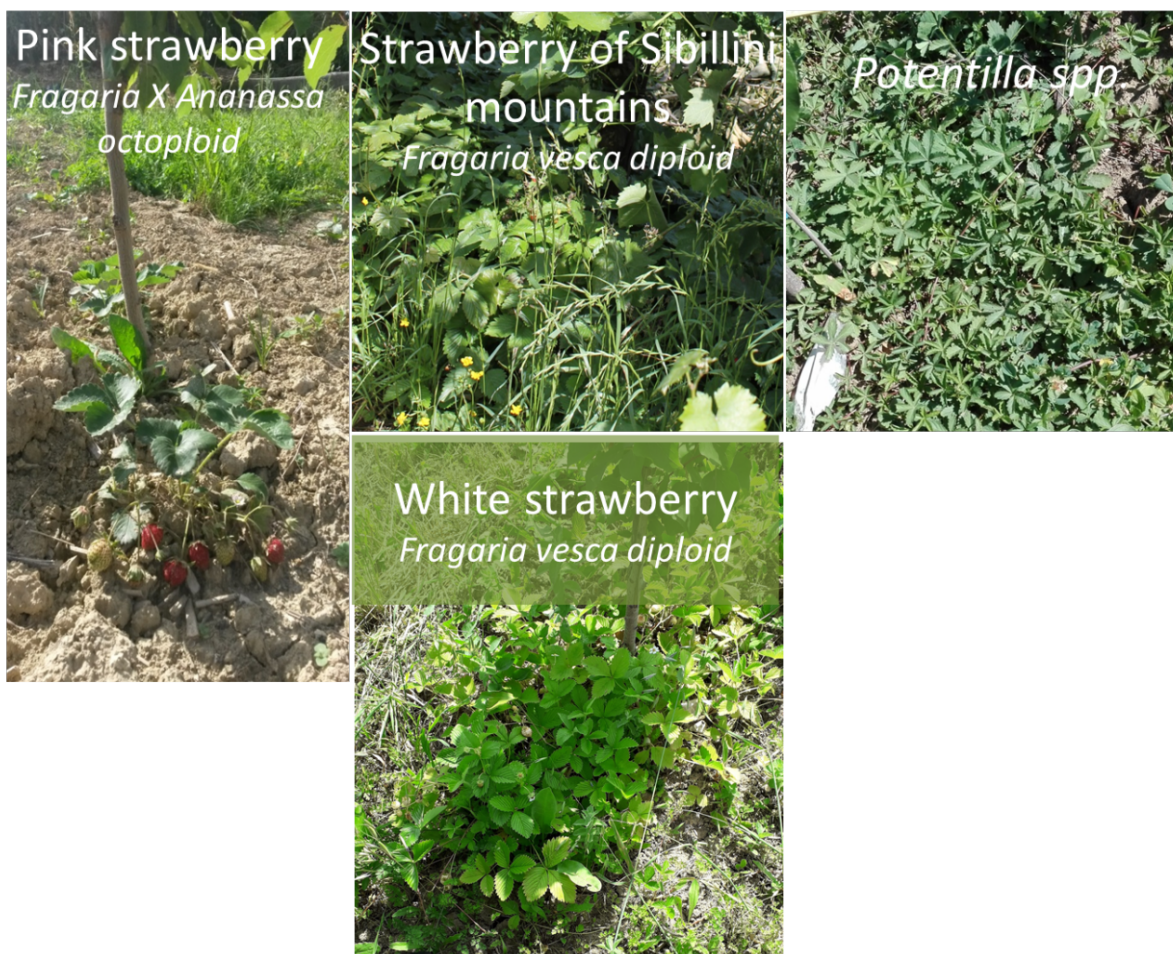 Pink strawberry
Fragaria X Ananassa
octoploid
Strawberry of Sibillini
mountains
Fragaria vesca diploid
Potentilla spp.
White strawberry
Fragaria vesca diploid